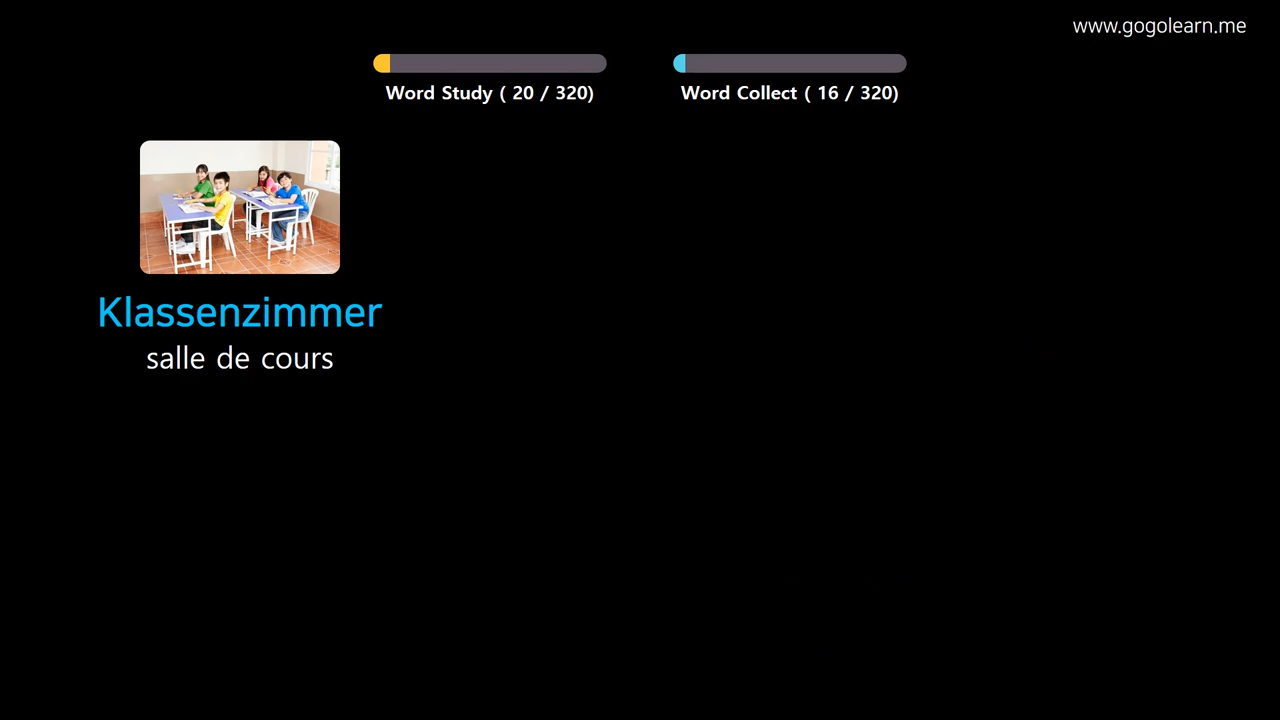 www.gogolearn.me
Word Study ( 20 / 320)
Word Collect ( 16 / 320)
Klassenzimmer
salle de cours